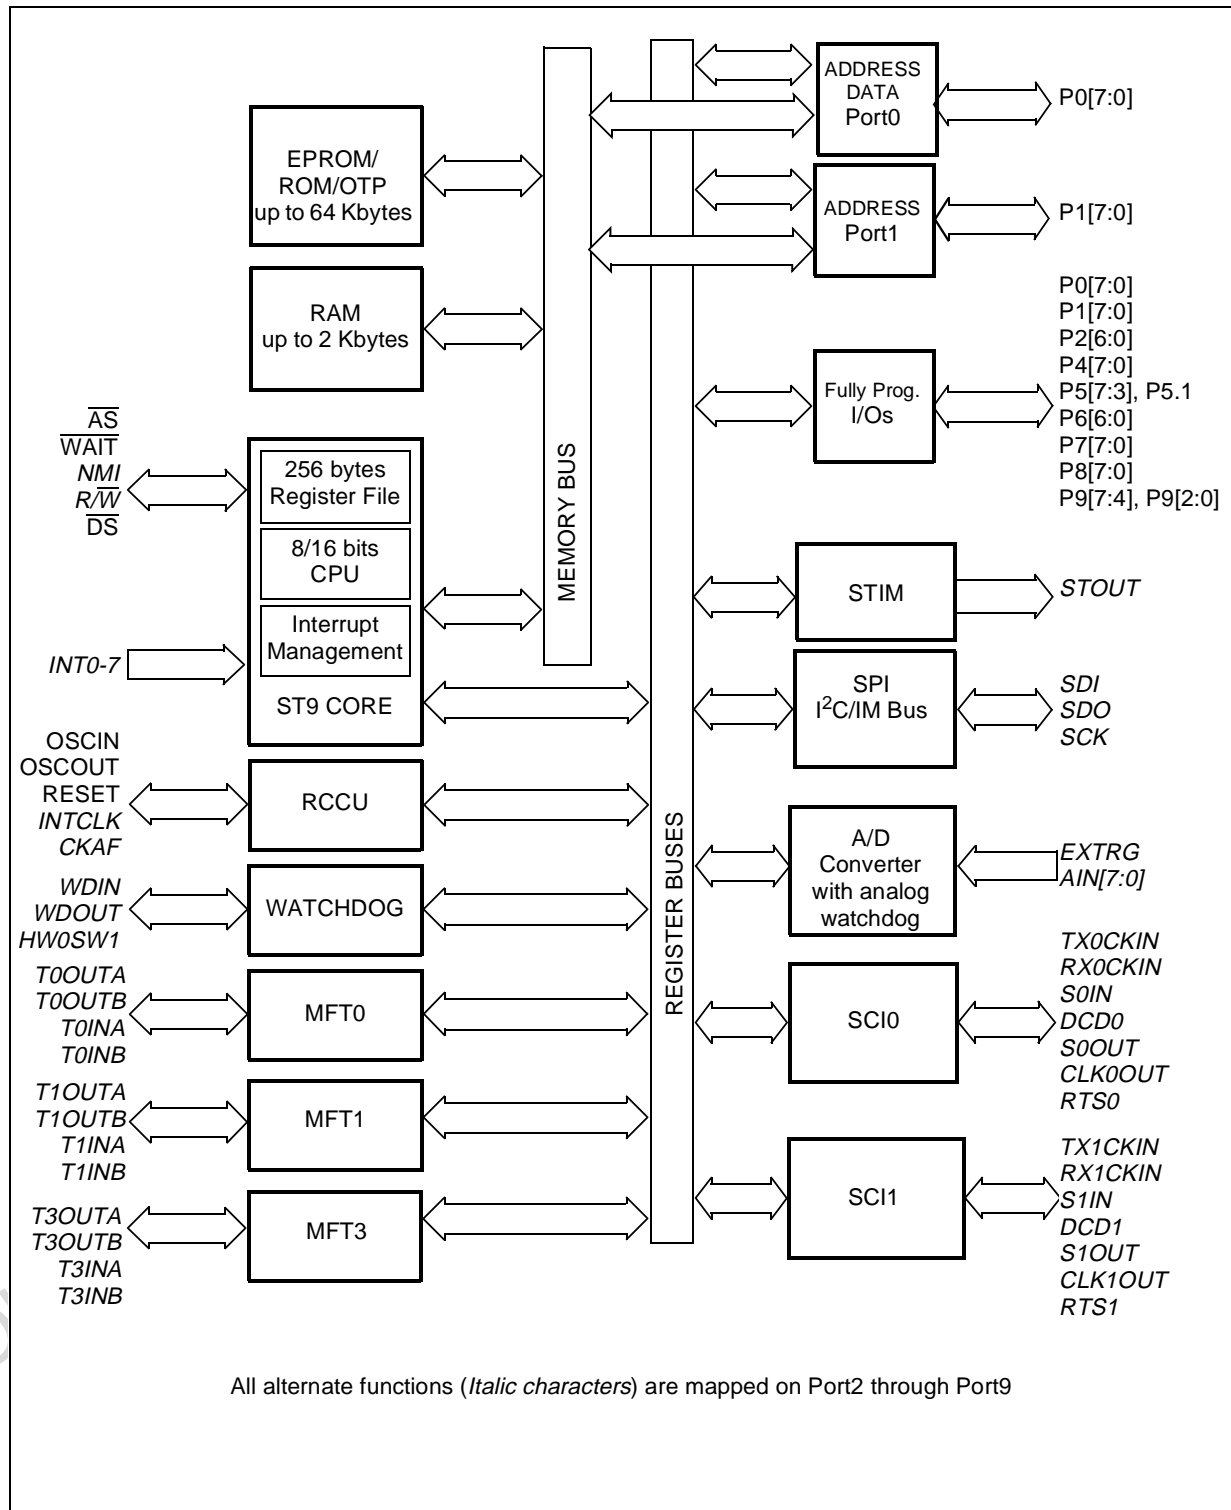 EPROM/
ROM/OTP
up to 64 Kbytes
RAM
up to 2 Kbytes
AS
WAIT
NMI
R/W
DS
256 bytes
Register File
8/16 bits
CPU
Interrupt
Management
ST9 CORE
INT0-7
OSCIN
OSCOUT
RESET
INTCLK
CKAF
RCCU
WDIN
WDOUT
HW0SW1
WATCHDOG
T0OUTA
T0OUTB
T0INA
T0INB
MFT0
T1OUTA
T1OUTB
T1INA
T1INB
MFT1
T3OUTA
T3OUTB
T3INA
T3INB
MFT3
MEMORY BUS
REGISTER BUSES
ADDRESS
DATA
Port0
P0[7:0]
ADDRESS
Port1
P1[7:0]
Fully Prog.
I/Os
P0[7:0]
P1[7:0]
P2[6:0]
P4[7:0]
P5[7:3], P5.1
P6[6:0]
P7[7:0]
P8[7:0]
P9[7:4], P9[2:0]
STIM
STOUT
SPI
I²C/IM Bus
SDI
SDO
SCK
A/D
Converter
with analog
watchdog
EXTRG
AIN[7:0]
SCI0
TX0CKIN
RX0CKIN
S0IN
DCD0
S0OUT
CLK0OUT
RTS0
SCI1
TX1CKIN
RX1CKIN
S1IN
DCD1
S1OUT
CLK1OUT
RTS1
All alternate functions (Italic characters) are mapped on Port2 through Port9